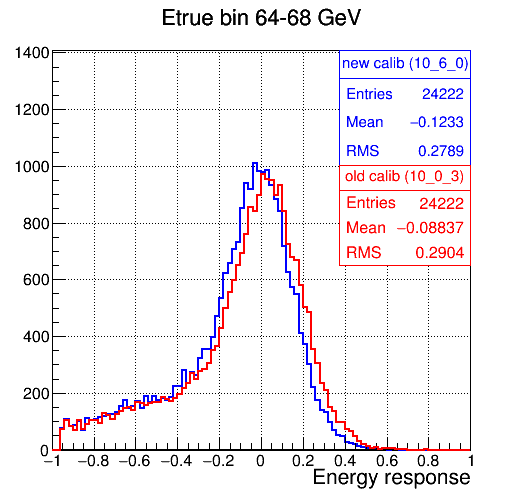 Etrue bin 64-68 GeV
new calib (10_6_0)
Entries 24222
Mean −0.1233
RMS 0.2789
old calib (10_0_3)
Entries 24222
Mean −0.08837
RMS 0.2904
1400
1200
1000
800
600
400
200
0
−1 −0.8 −0.6 −0.4 −0.2 0 0.2 0.4 0.6 0.8 1
Energy response